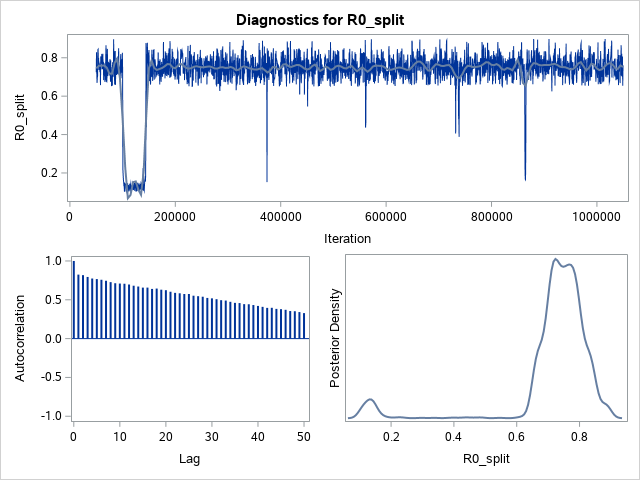 Diagnostics for R0_split
R0_split
0.8
0.6
0.4
0.2
0 200000 400000 600000 800000 1000000
Iteration
Autocorrelation
1.0
0.5
0.0
-0.5
-1.0
0 10 20 30 40 50
Lag
Posterior Density
0.2 0.4 0.6 0.8
R0_split